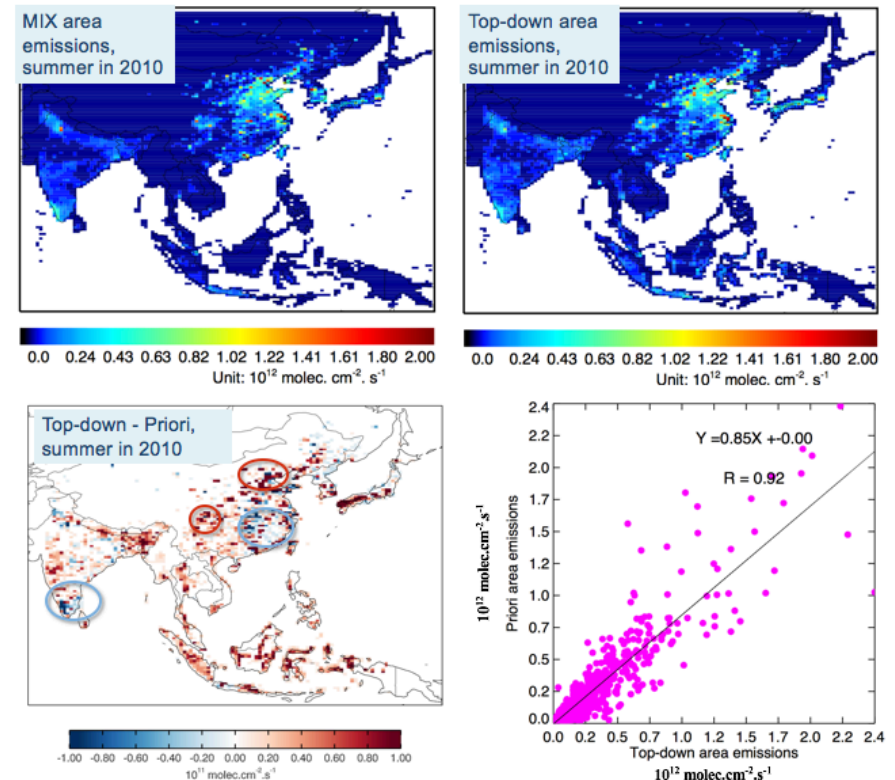 MIX area
emissions,
summer in 2010
0.0 0.24 0.43 0.63 0.82 1.02 1.22 1.41 1.61 1.80 2.00
Unit: 10¹² molec. cm⁻². s⁻¹
Top-down area
emissions,
summer in 2010
0.0 0.24 0.43 0.63 0.82 1.02 1.22 1.41 1.61 1.80 2.00
Unit: 10¹² molec. cm⁻². s⁻¹
Top-down - Priori,
summer in 2010
-1.00 -0.80 -0.60 -0.40 -0.20 0.00 0.20 0.40 0.60 0.80 1.00
10¹¹ molec.cm⁻².s⁻¹
Y =0.85X +-0.00
R = 0.92
10¹² molec.cm⁻².s⁻¹
Priori area emissions
2.4
2.2
2.0
1.7
1.5
1.2
1.0
0.7
0.5
0.2
0.0
0.0 0.2 0.5 0.7 1.0 1.2 1.5 1.7 2.0 2.2 2.4
Top-down area emissions
10¹² molec.cm⁻².s⁻¹